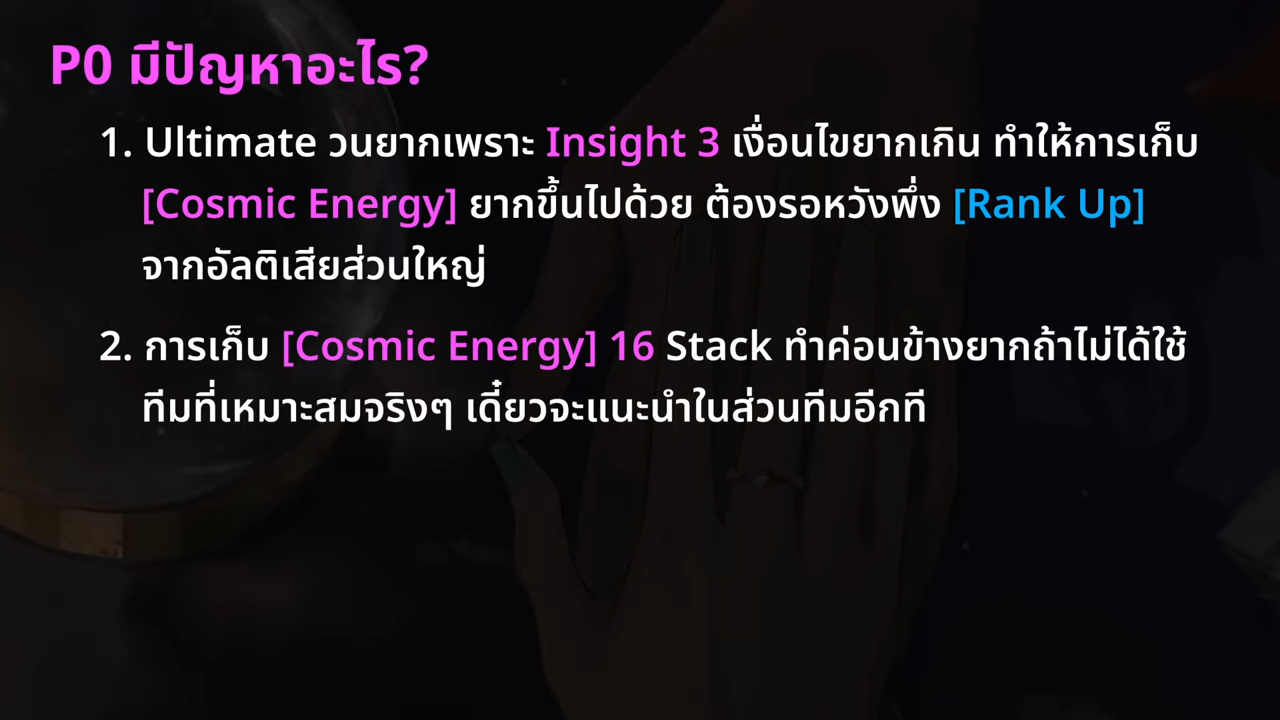 P0 มีปัญหาอะไร?
1. Ultimate วนยากเพราะ Insight 3 เงื่อนไขยากเกิน ทำให้การเก็บ
[Cosmic Energy] ยากขึ้นไปด้วย ต้องรอหวังพึ่ง [Rank Up]
จากอัลติเสียส่วนใหญ่
2. การเก็บ [Cosmic Energy] 16 Stack ทำค่อนข้างยากถ้าไม่ได้ใช้
ทีมที่เหมาะสมจริงๆ เดี๋ยวจะแนะนำในส่วนทีมอีกที